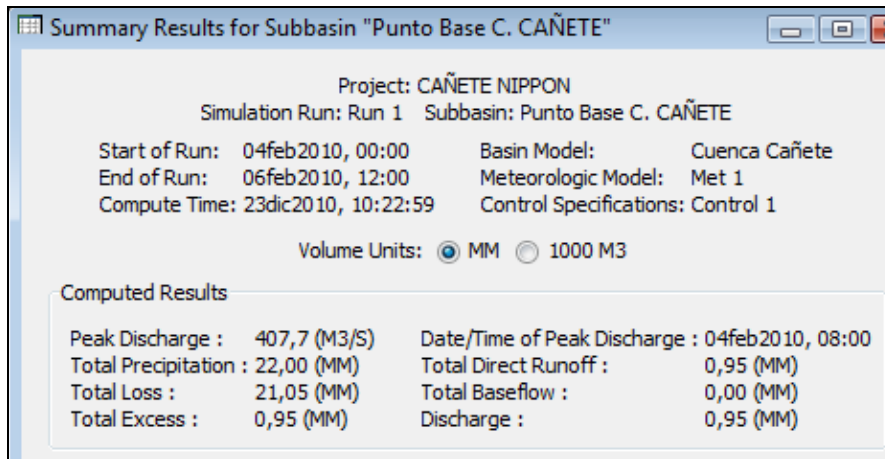 Summary Results for Subbasin "Punto Base C. CAÑETE"
Project: CAÑETE NIPPON
Simulation Run: Run 1 Subbasin: Punto Base C. CAÑETE
Start of Run: 04feb2010, 00:00 Basin Model: Cuenca Cañete
End of Run: 06feb2010, 12:00 Meteorologic Model: Met 1
Compute Time: 23dic2010, 10:22:59 Control Specifications: Control 1
Volume Units: MM 1000 M3
Computed Results
Peak Discharge : 407,7 (M3/S) Date/Time of Peak Discharge : 04feb2010, 08:00
Total Precipitation : 22,00 (MM) Total Direct Runoff : 0,95 (MM)
Total Loss : 21,05 (MM) Total Baseflow : 0,00 (MM)
Total Excess : 0,95 (MM) Discharge : 0,95 (MM)